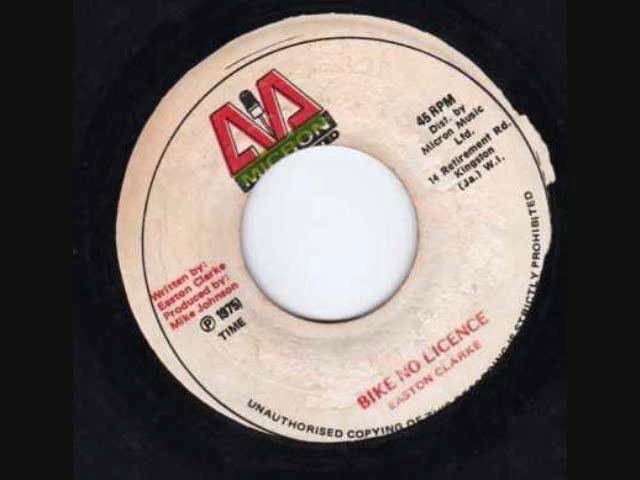 MICRON
45 RPM
Dist. by
Micron Music
Ltd.
14 Retirement Rd.
Kingston
(Ja.) W.I.
Written by:
Easton Clarke
Produced by:
Mike Johnson
Ⓟ 1975
TIME
BIKE NO LICENCE
EASTON CLARKE
UNAUTHORISED COPYING OF STRICTLY PROHIBITED